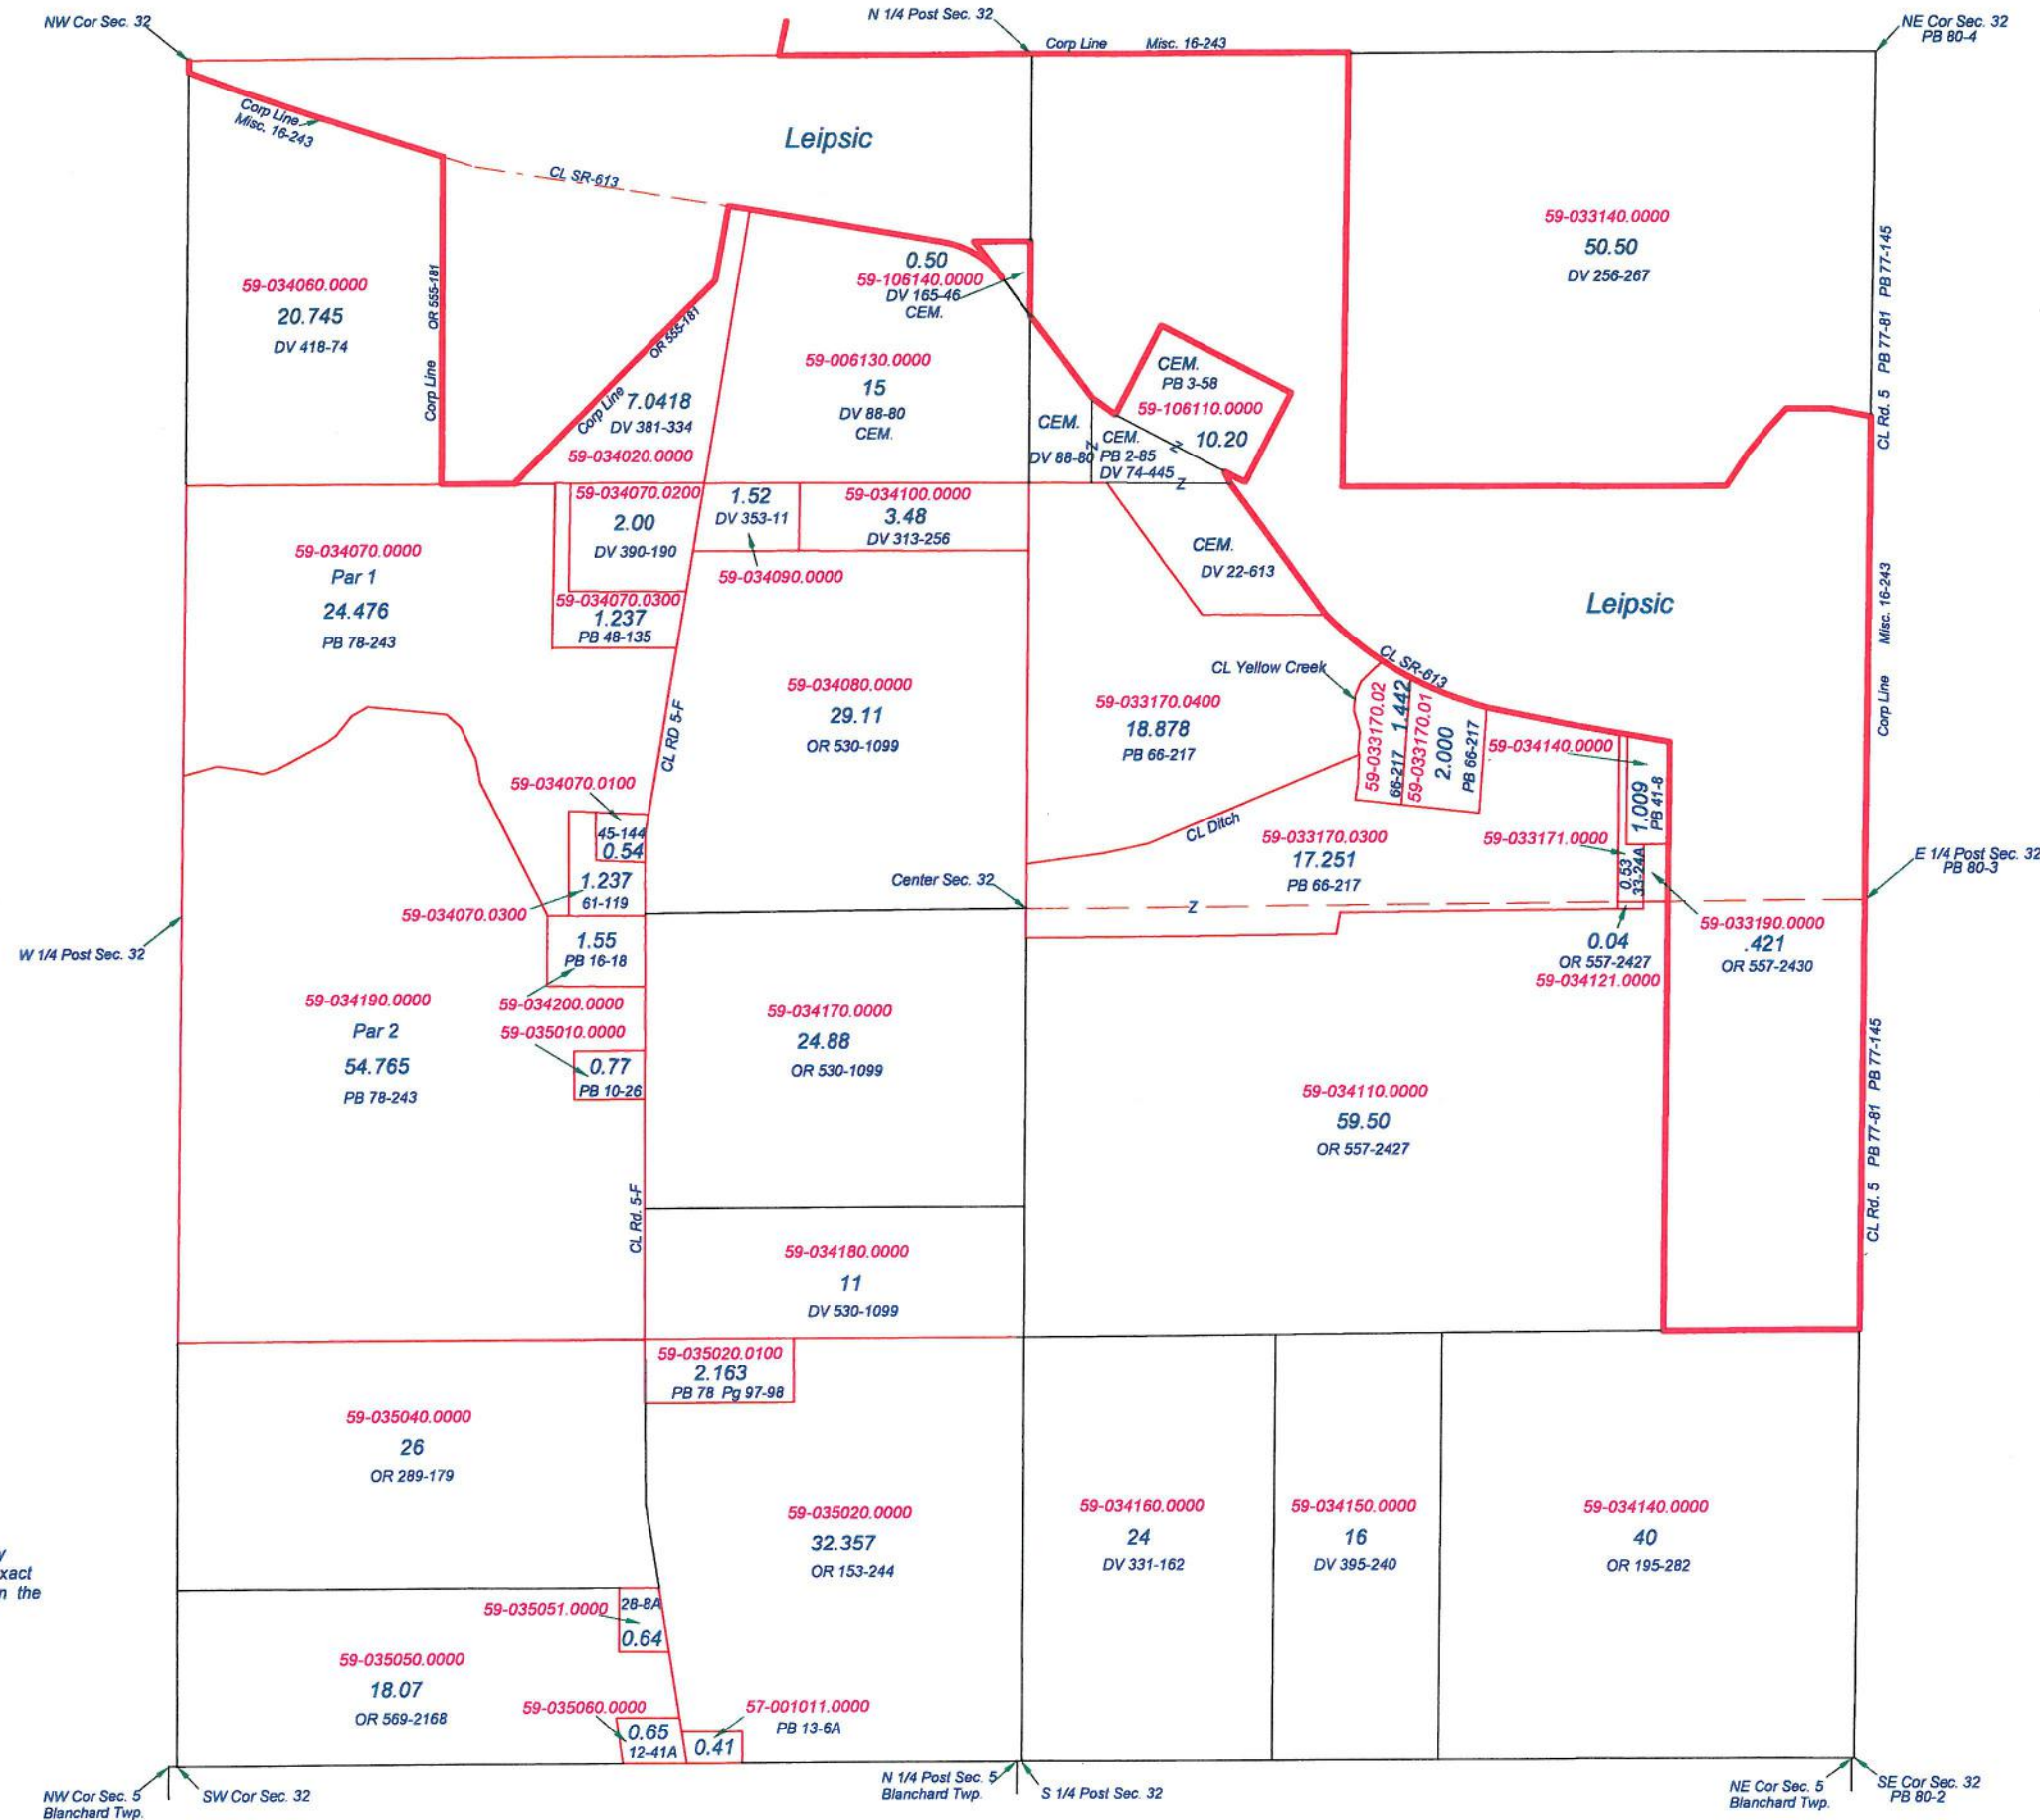 NW Cor Sec. 32
N 1/4 Post Sec. 32
NE Cor Sec. 32
PB 80-4
Corp Line Misc. 16-243
Corp Line
Misc. 16-243
Leipsic
CL SR-613
59-034060.0000
20.745
DV 418-74
Corp Line OR 555-181
Corp Line OR 555-181
7.0418
DV 381-334
59-034020.0000
0.50
59-106140.0000
DV 165-46
CEM.
59-006130.0000
15
DV 88-80
CEM.
CEM.
PB 3-58
59-106110.0000
10.20
CEM.
DV 88-80
CEM.
PB 2-85
DV 74-445
Z
Z
Z
59-033140.0000
50.50
DV 256-267
CL Rd. 5 PB 77-81 PB 77-145
59-034070.0000
Par 1
24.476
PB 78-243
59-034070.0200
2.00
DV 390-190
59-034070.0300
1.237
PB 48-135
1.52
DV 353-11
59-034090.0000
59-034100.0000
3.48
DV 313-256
CEM.
DV 22-613
Leipsic
Corp Line Misc. 16-243
CL RD 5-F
59-034080.0000
29.11
OR 530-1099
CL Yellow Creek
CL SR-613
59-033170.0400
18.878
PB 66-217
59-033170.02
66-217 1.442
59-033170.01
2.000
PB 66-217
59-034140.0000
1.009
PB 41-8
CL Ditch
59-033170.0300
17.251
PB 66-217
59-033171.0000
0.53
33-24A
59-034070.0100
45-144
0.54
1.237
61-119
59-034070.0300
Center Sec. 32
Z
E 1/4 Post Sec. 32
PB 80-3
59-033190.0000
.421
OR 557-2430
0.04
OR 557-2427
59-034121.0000
W 1/4 Post Sec. 32
1.55
PB 16-18
59-034200.0000
59-035010.0000
0.77
PB 10-26
59-034190.0000
Par 2
54.765
PB 78-243
59-034170.0000
24.88
OR 530-1099
59-034110.0000
59.50
OR 557-2427
CL Rd. 5 PB 77-81 PB 77-145
CL Rd. 5-F
59-034180.0000
11
DV 530-1099
59-035020.0100
2.163
PB 78 Pg 97-98
59-035040.0000
26
OR 289-179
59-035020.0000
32.357
OR 153-244
59-034160.0000
24
DV 331-162
59-034150.0000
16
DV 395-240
59-034140.0000
40
OR 195-282
y
xact
n the
28-8A
59-035051.0000
0.64
59-035050.0000
18.07
OR 569-2168
59-035060.0000
0.65
12-41A
57-001011.0000
PB 13-6A
0.41
NW Cor Sec. 5
Blanchard Twp.
SW Cor Sec. 32
N 1/4 Post Sec. 5
Blanchard Twp.
S 1/4 Post Sec. 32
NE Cor Sec. 5
Blanchard Twp.
SE Cor Sec. 32
PB 80-2